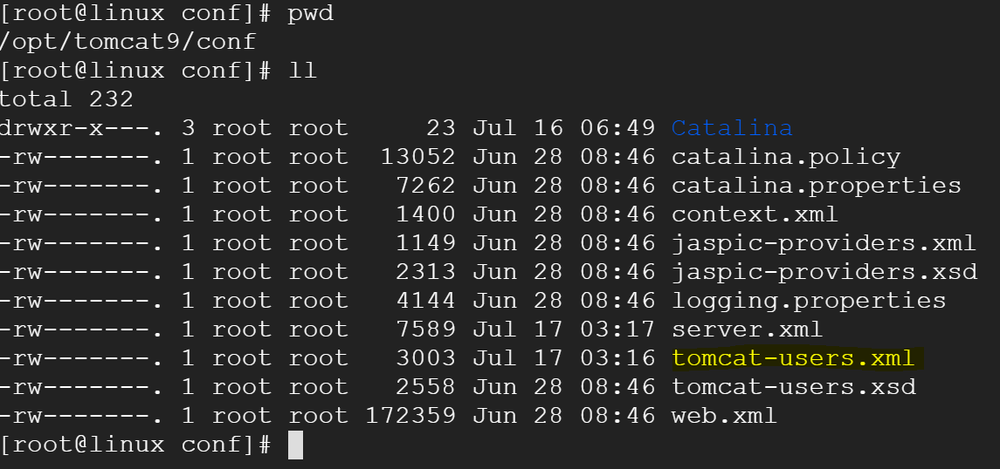 [root@linux conf]# pwd
/opt/tomcat9/conf
[root@linux conf]# ll
total 232
drwxr-x---. 3 root root     23 Jul 16 06:49 Catalina
-rw-------. 1 root root  13052 Jun 28 08:46 catalina.policy
-rw-------. 1 root root   7262 Jun 28 08:46 catalina.properties
-rw-------. 1 root root   1400 Jun 28 08:46 context.xml
-rw-------. 1 root root   1149 Jun 28 08:46 jaspic-providers.xml
-rw-------. 1 root root   2313 Jun 28 08:46 jaspic-providers.xsd
-rw-------. 1 root root   4144 Jun 28 08:46 logging.properties
-rw-------. 1 root root   7589 Jul 17 03:17 server.xml
-rw-------. 1 root root   3003 Jul 17 03:16 tomcat-users.xml
-rw-------. 1 root root   2558 Jun 28 08:46 tomcat-users.xsd
-rw-------. 1 root root 172359 Jun 28 08:46 web.xml
[root@linux conf]#